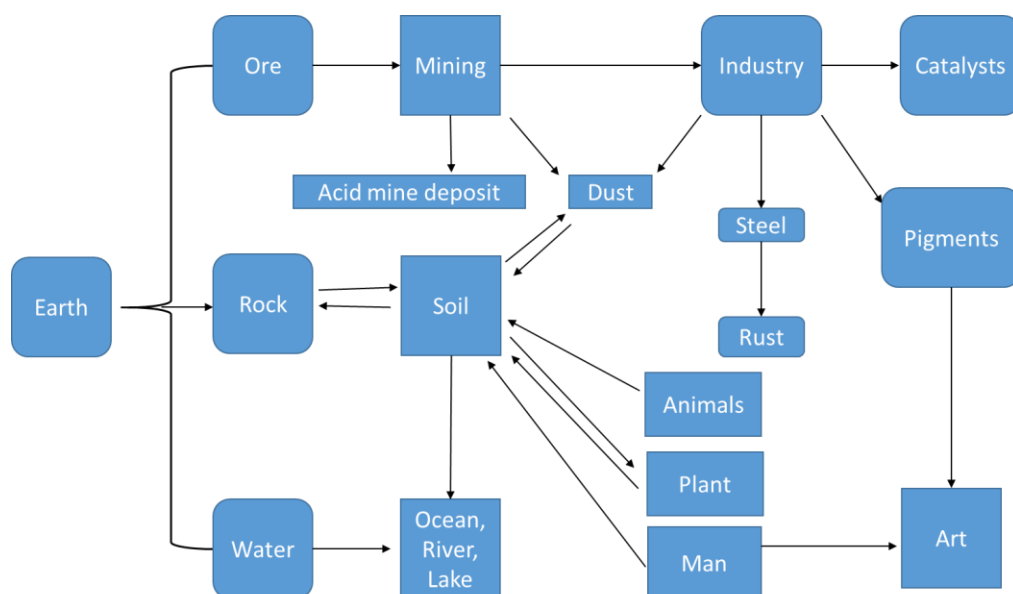 Ore
Mining
Industry
Catalysts
Acid mine deposit
Dust
Steel
Pigments
Earth
Rock
Soil
Rust
Animals
Plant
Water
Ocean,
River,
Lake
Man
Art